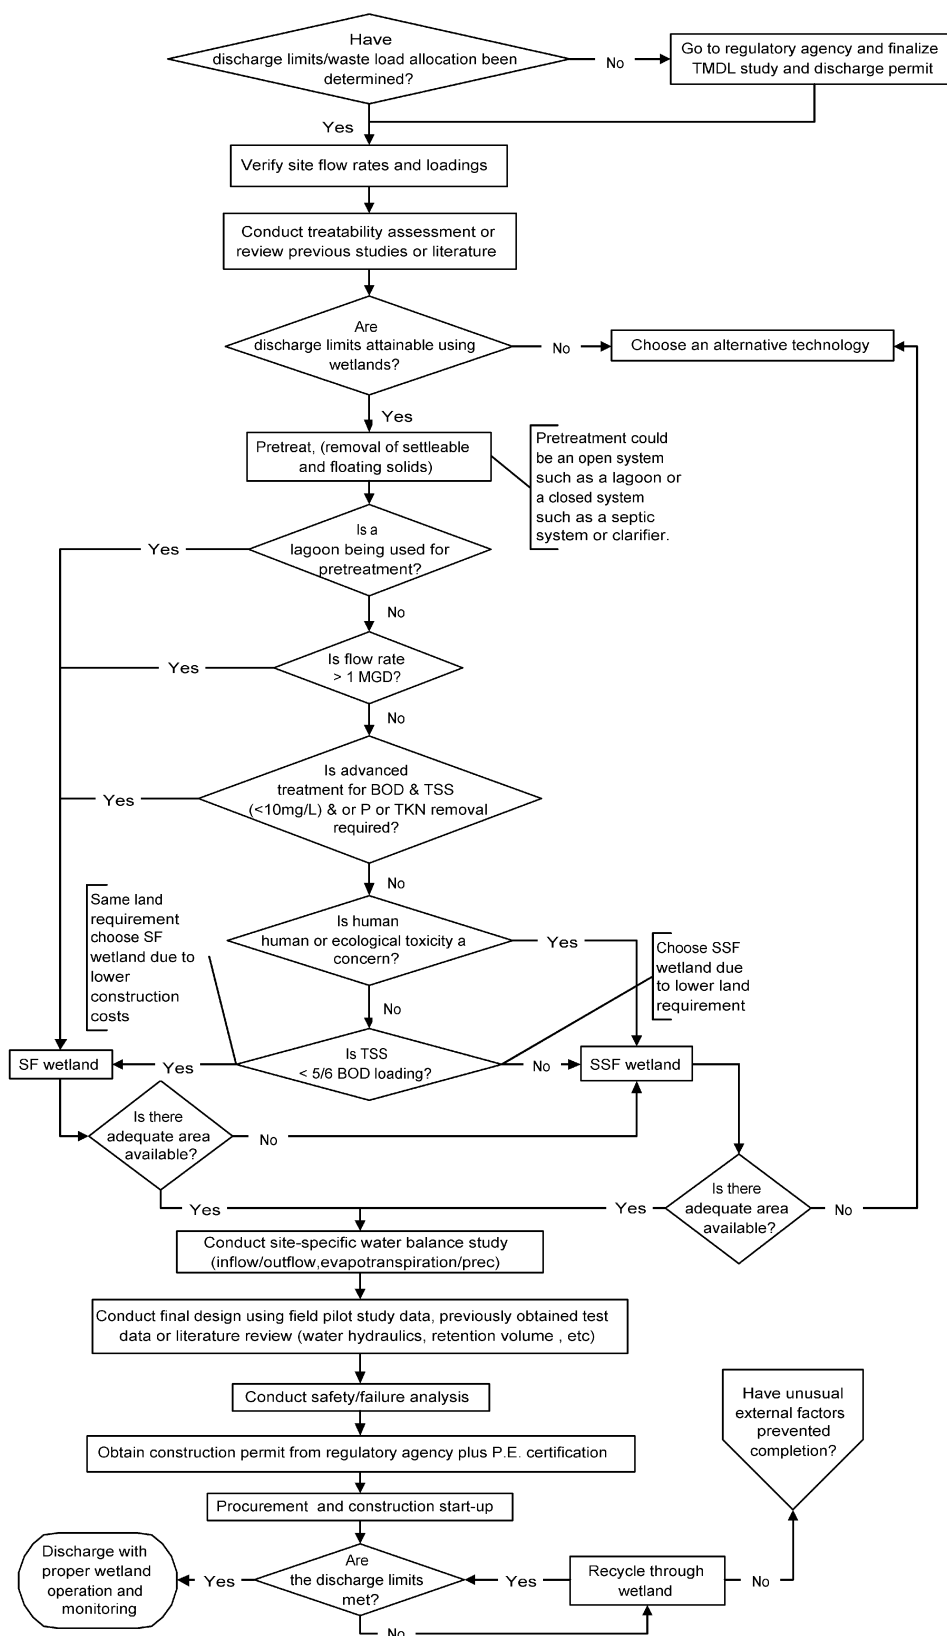 Have
discharge limits/waste load allocation been
determined?
No
Go to regulatory agency and finalize
TMDL study and discharge permit
Yes
Verify site flow rates and loadings
Conduct treatability assessment or
review previous studies or literature
Are
discharge limits attainable using
wetlands?
No
Choose an alternative technology
Yes
Pretreat, (removal of settleable
and floating solids)
Pretreatment could
be an open system
such as a lagoon or
a closed system
such as a septic
system or clarifier.
Is a
lagoon being used for
pretreatment?
Yes
No
Is flow rate
> 1 MGD?
Yes
No
Is advanced
treatment for BOD & TSS
(<10mg/L) & or P or TKN removal
required?
Yes
No
Same land
requirement
choose SF
wetland due to
lower
construction
costs
Is human
human or ecological toxicity a
concern?
Yes
Choose SSF
wetland due
to lower land
requirement
No
SF wetland
Yes
Is TSS
< 5/6 BOD loading?
No
SSF wetland
Is there
adequate area
available?
No
Yes
Is there
adequate area
available?
Yes
No
Conduct site-specific water balance study
(inflow/outflow,evapotranspiration/prec)
Conduct final design using field pilot study data, previously obtained test
data or literature review (water hydraulics, retention volume , etc)
Conduct safety/failure analysis
Obtain construction permit from regulatory agency plus P.E. certification
Procurement and construction start-up
Have unusual
external factors
prevented
completion?
Discharge with
proper wetland
operation and
monitoring
Yes
Are
the discharge limits
met?
Yes
Recycle through
wetland
No
No